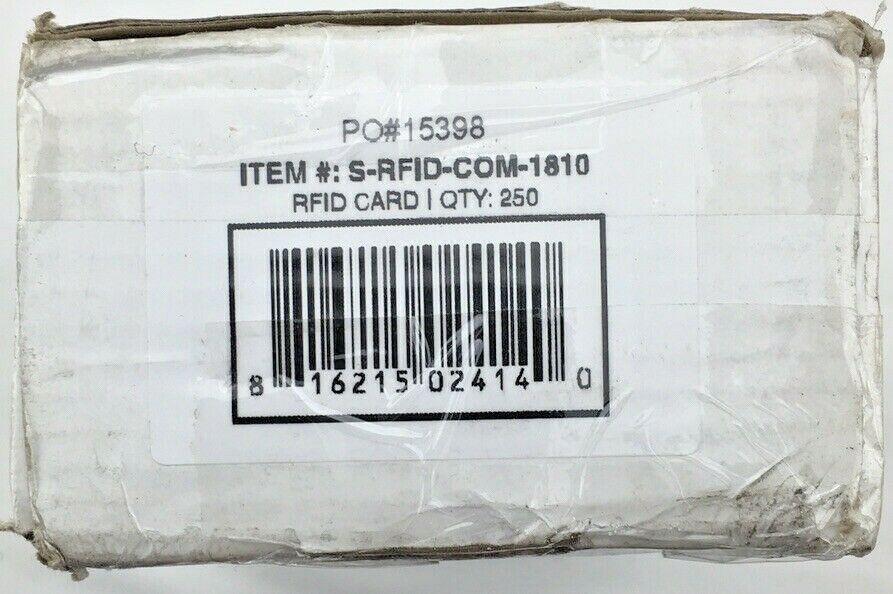 PO#15398
ITEM #: S-RFID-COM-1810
RFID CARD | QTY: 250
8 16215 02414 0